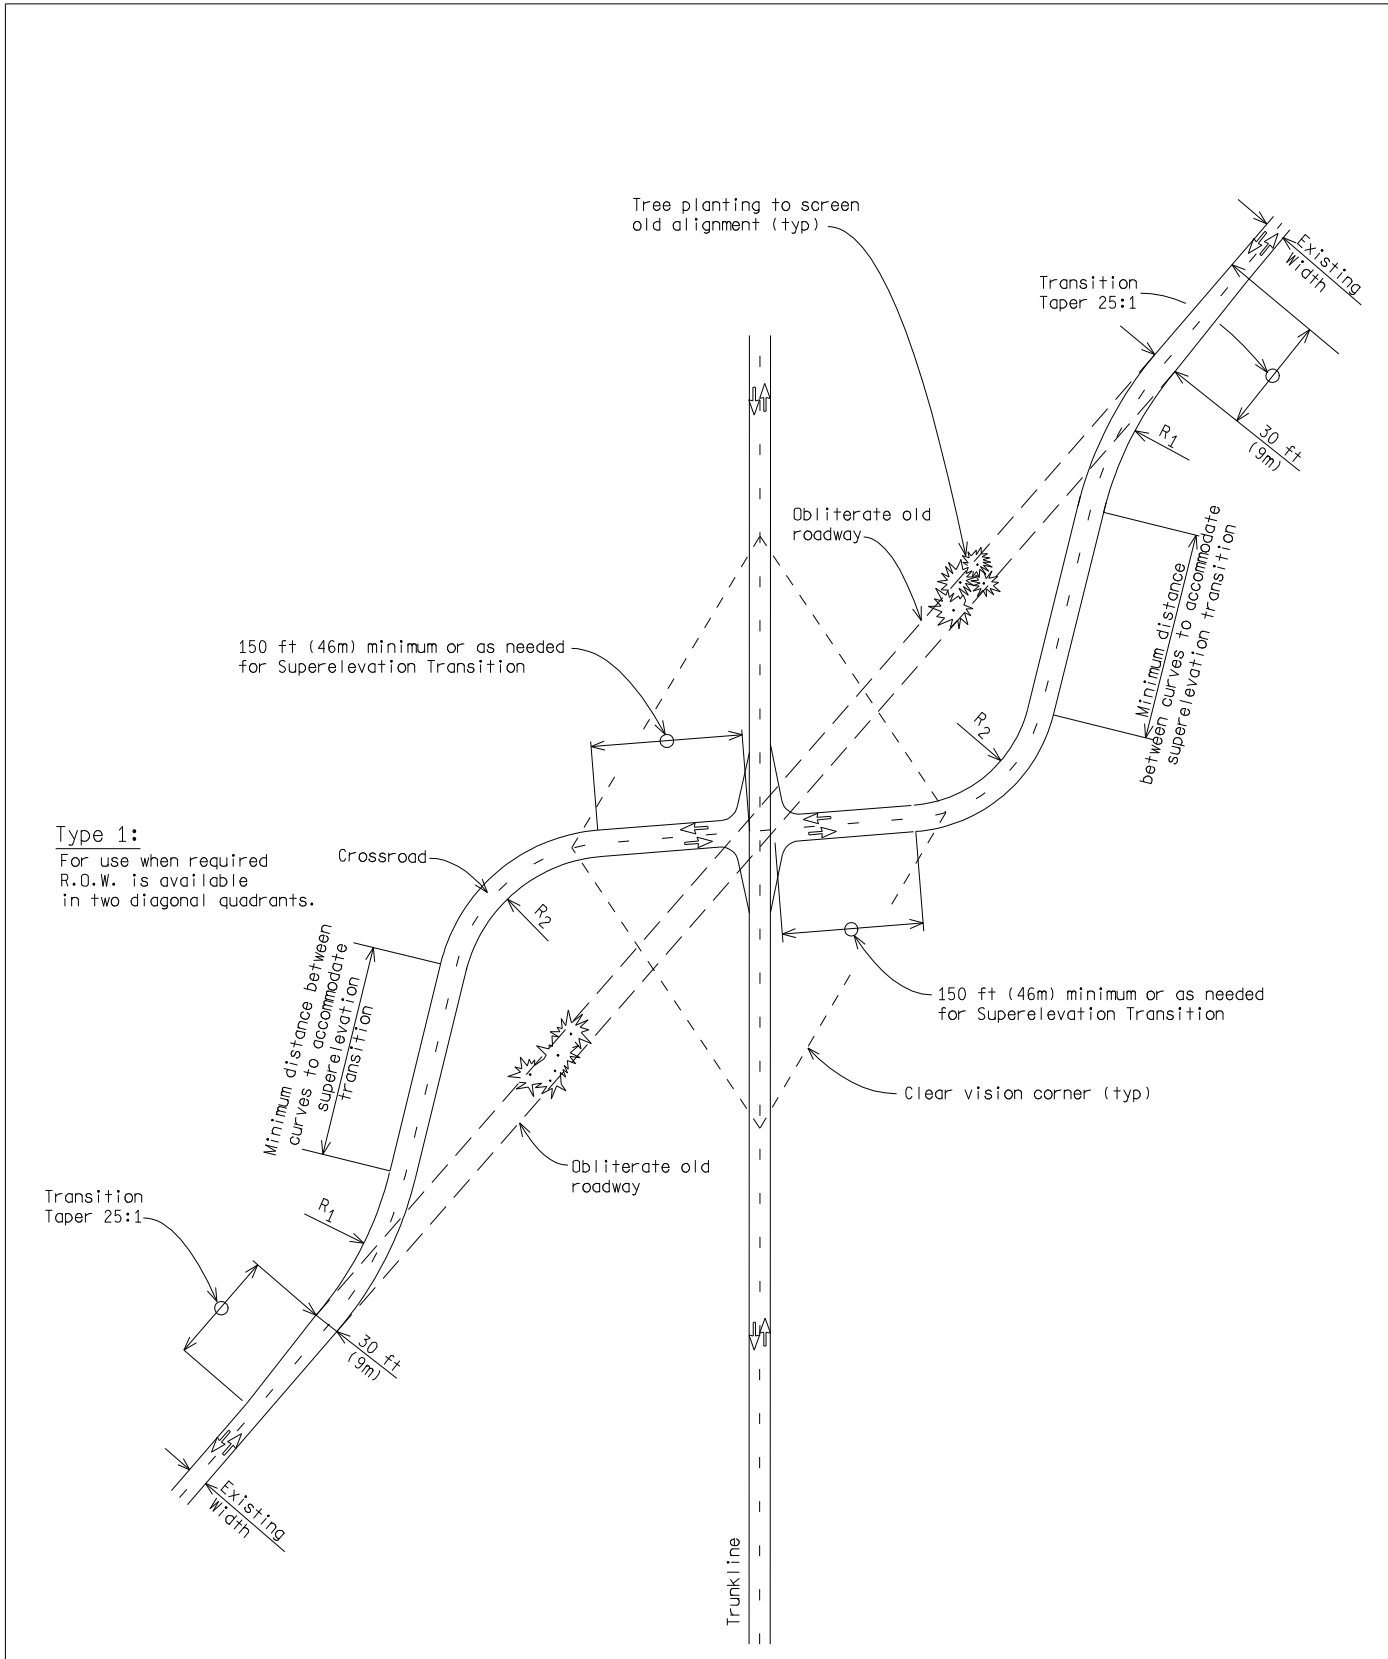 Tree planting to screen
old alignment (typ)
Existing
Width
Transition
Taper 25:1
R1
30 ft
(9m)
Obliterate old
roadway
Minimum distance
between curves to accommodate
superelevation transition
150 ft (46m) minimum or as needed
for Superelevation Transition
R2
Type 1:
For use when required
R.O.W. is available
in two diagonal quadrants.
Crossroad
R2
Minimum distance between
curves to accommodate
superelevation
transition
150 ft (46m) minimum or as needed
for Superelevation Transition
Clear vision corner (typ)
Obliterate old
roadway
Transition
Taper 25:1
R1
30 ft
(9m)
Existing
Width
Trunkline